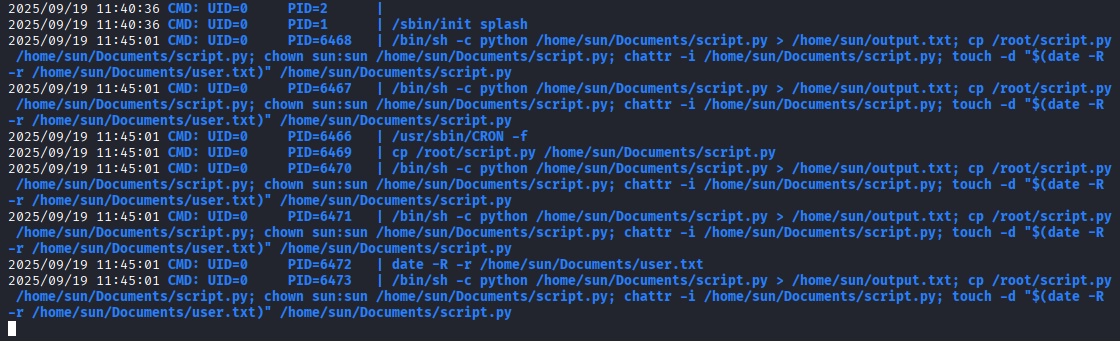 2025/09/19 11:40:36 CMD: UID=0     PID=2      |
2025/09/19 11:40:36 CMD: UID=0     PID=1      | /sbin/init splash
2025/09/19 11:45:01 CMD: UID=0     PID=6468   | /bin/sh -c python /home/sun/Documents/script.py > /home/sun/output.txt; cp /root/script.py
 /home/sun/Documents/script.py; chown sun:sun /home/sun/Documents/script.py; chattr -i /home/sun/Documents/script.py; touch -d "$(date -R
-r /home/sun/Documents/user.txt)" /home/sun/Documents/script.py
2025/09/19 11:45:01 CMD: UID=0     PID=6467   | /bin/sh -c python /home/sun/Documents/script.py > /home/sun/output.txt; cp /root/script.py
 /home/sun/Documents/script.py; chown sun:sun /home/sun/Documents/script.py; chattr -i /home/sun/Documents/script.py; touch -d "$(date -R
-r /home/sun/Documents/user.txt)" /home/sun/Documents/script.py
2025/09/19 11:45:01 CMD: UID=0     PID=6466   | /usr/sbin/CRON -f
2025/09/19 11:45:01 CMD: UID=0     PID=6469   | cp /root/script.py /home/sun/Documents/script.py
2025/09/19 11:45:01 CMD: UID=0     PID=6470   | /bin/sh -c python /home/sun/Documents/script.py > /home/sun/output.txt; cp /root/script.py
 /home/sun/Documents/script.py; chown sun:sun /home/sun/Documents/script.py; chattr -i /home/sun/Documents/script.py; touch -d "$(date -R
-r /home/sun/Documents/user.txt)" /home/sun/Documents/script.py
2025/09/19 11:45:01 CMD: UID=0     PID=6471   | /bin/sh -c python /home/sun/Documents/script.py > /home/sun/output.txt; cp /root/script.py
 /home/sun/Documents/script.py; chown sun:sun /home/sun/Documents/script.py; chattr -i /home/sun/Documents/script.py; touch -d "$(date -R
-r /home/sun/Documents/user.txt)" /home/sun/Documents/script.py
2025/09/19 11:45:01 CMD: UID=0     PID=6472   | date -R -r /home/sun/Documents/user.txt
2025/09/19 11:45:01 CMD: UID=0     PID=6473   | /bin/sh -c python /home/sun/Documents/script.py > /home/sun/output.txt; cp /root/script.py
 /home/sun/Documents/script.py; chown sun:sun /home/sun/Documents/script.py; chattr -i /home/sun/Documents/script.py; touch -d "$(date -R
-r /home/sun/Documents/user.txt)" /home/sun/Documents/script.py